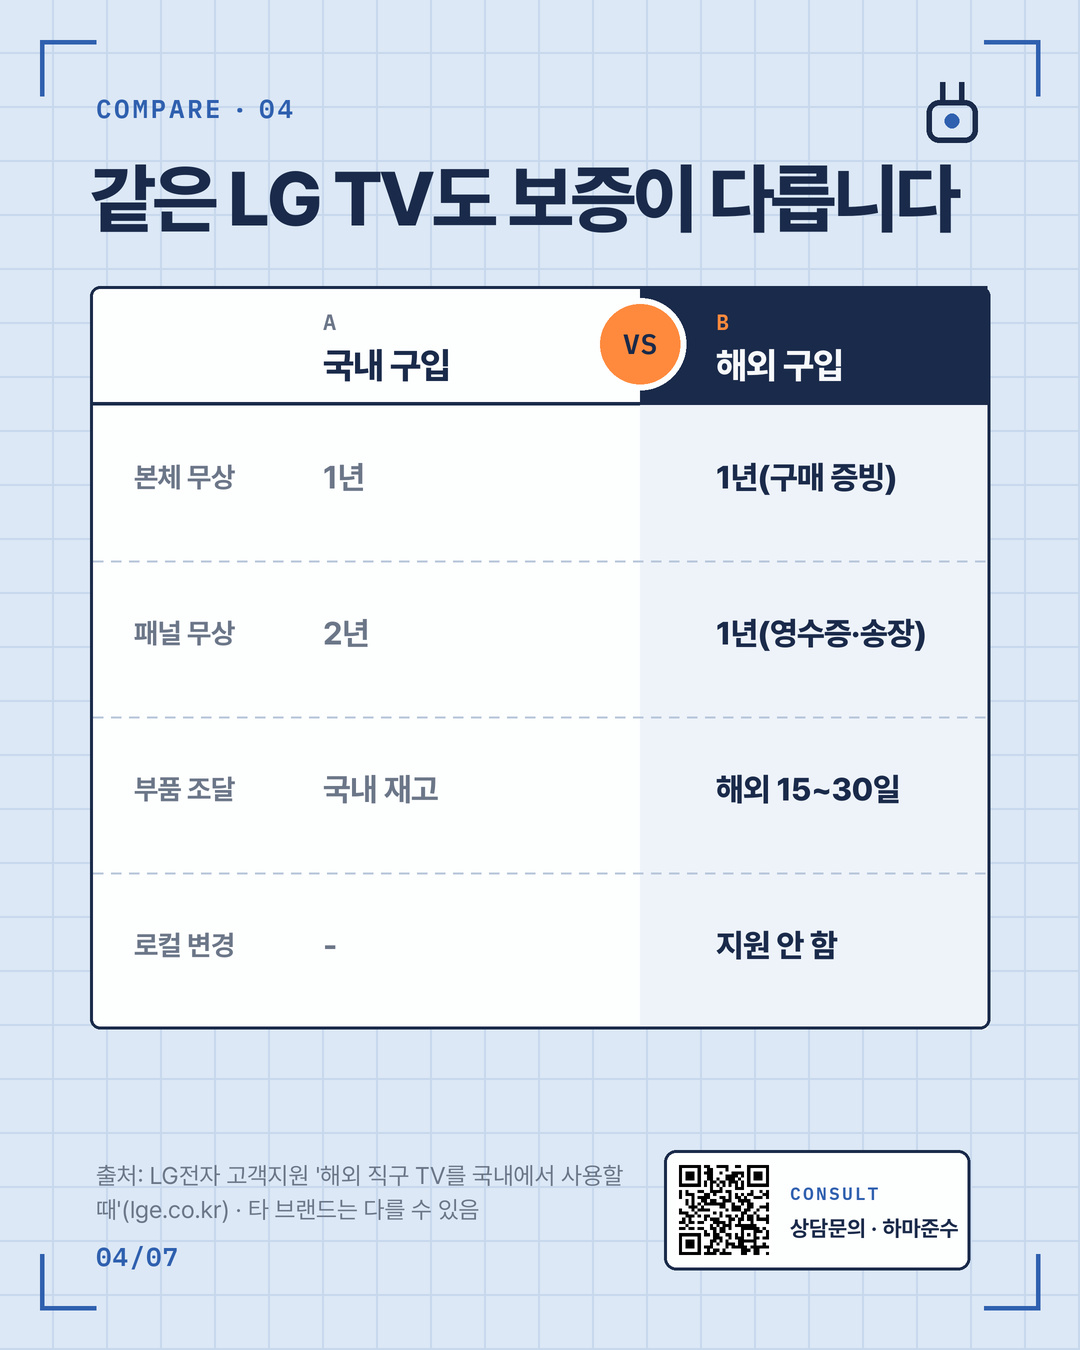 COMPARE · 04
같은 LG TV도 보증이 다릅니다
A
국내 구입
VS
B
해외 구입
본체 무상 1년 1년(구매 증빙)
패널 무상 2년 1년(영수증·송장)
부품 조달 국내 재고 해외 15~30일
로컬 변경 - 지원 안 함
출처: LG전자 고객지원 '해외 직구 TV를 국내에서 사용할
때'(lge.co.kr) · 타 브랜드는 다를 수 있음
04/07
CONSULT
상담문의 · 하마준수